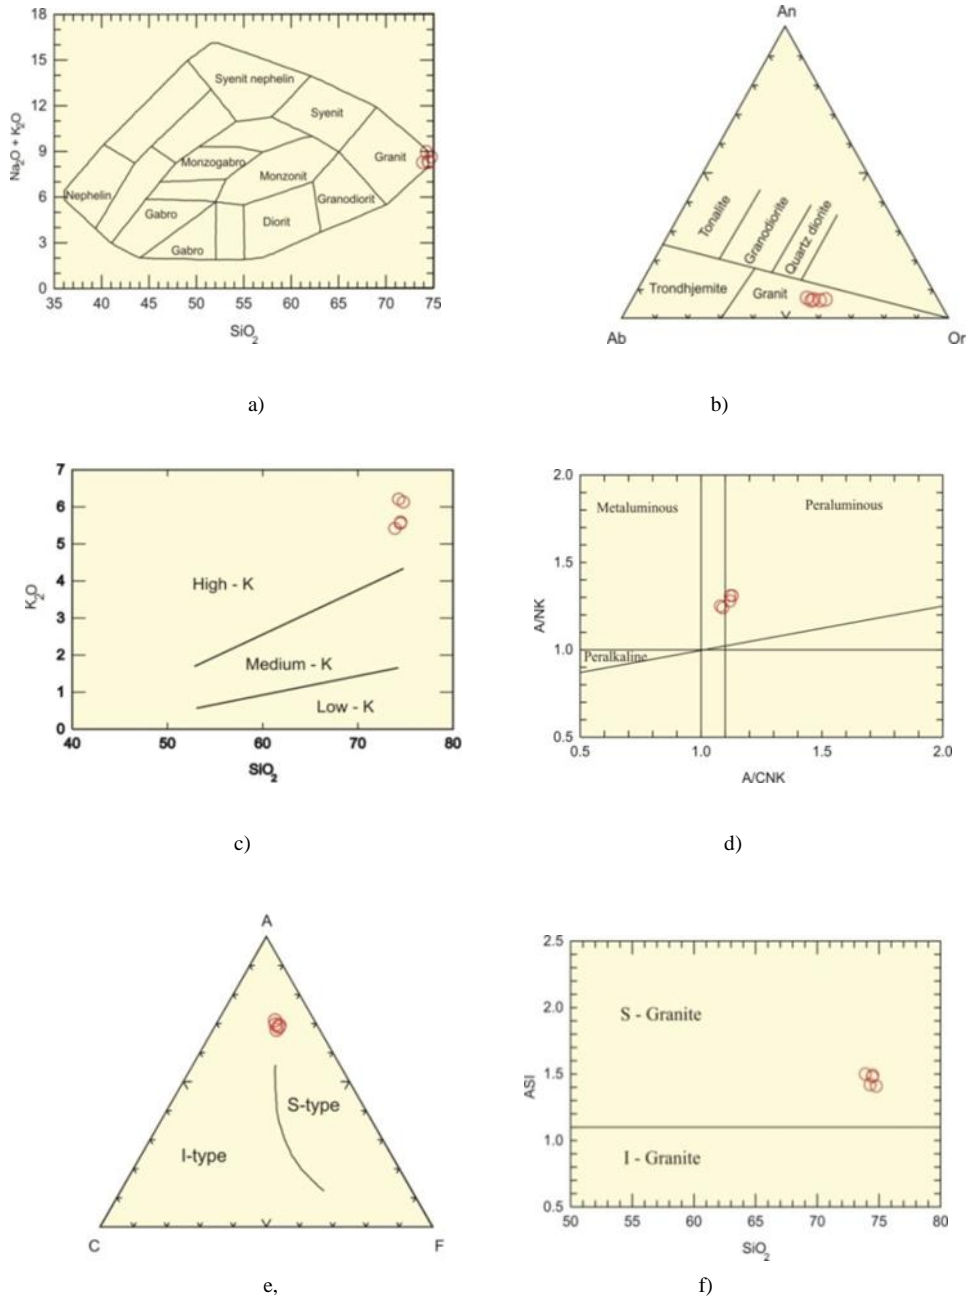 18
15
12
9
6
3
0
Na2O + K2O
Syenit nephelin
Syenit
Granit
Monzogabro
Monzonit
Nephelin
Granodiorit
Gabro
Diorit
Gabro
35 40 45 50 55 60 65 70 75
SiO2
a)
An
Tonalite
Granodiorite
Quartz diorite
Trondhjemite
Granit
Ab
Or
b)
7
6
5
4
3
2
1
0
K2O
High - K
Medium - K
Low - K
40 50 60 70 80
SiO2
c)
2.0
1.5
1.0
0.5
A/NK
Metaluminous
Peraluminous
Peralkaline
0.5 1.0 1.5 2.0
A/CNK
d)
A
S-type
I-type
C
F
e,
2.5
2.0
1.5
1.0
0.5
ASI
S - Granite
I - Granite
50 55 60 65 70 75 80
SiO2
f)